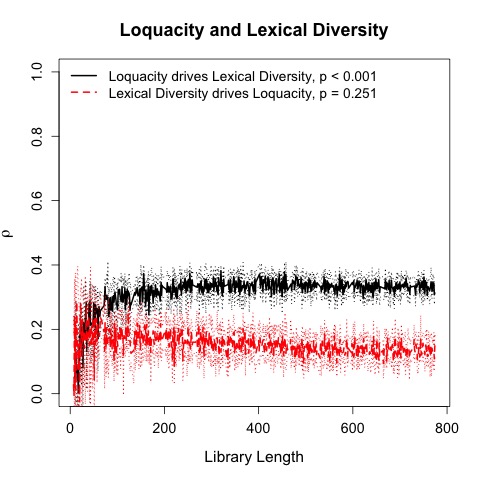 Loquacity and Lexical Diversity
Loquacity drives Lexical Diversity, p < 0.001
Lexical Diversity drives Loquacity, p = 0.251
1.0
0.8
0.6
0.4
0.2
0.0
ρ
0 200 400 600 800
Library Length